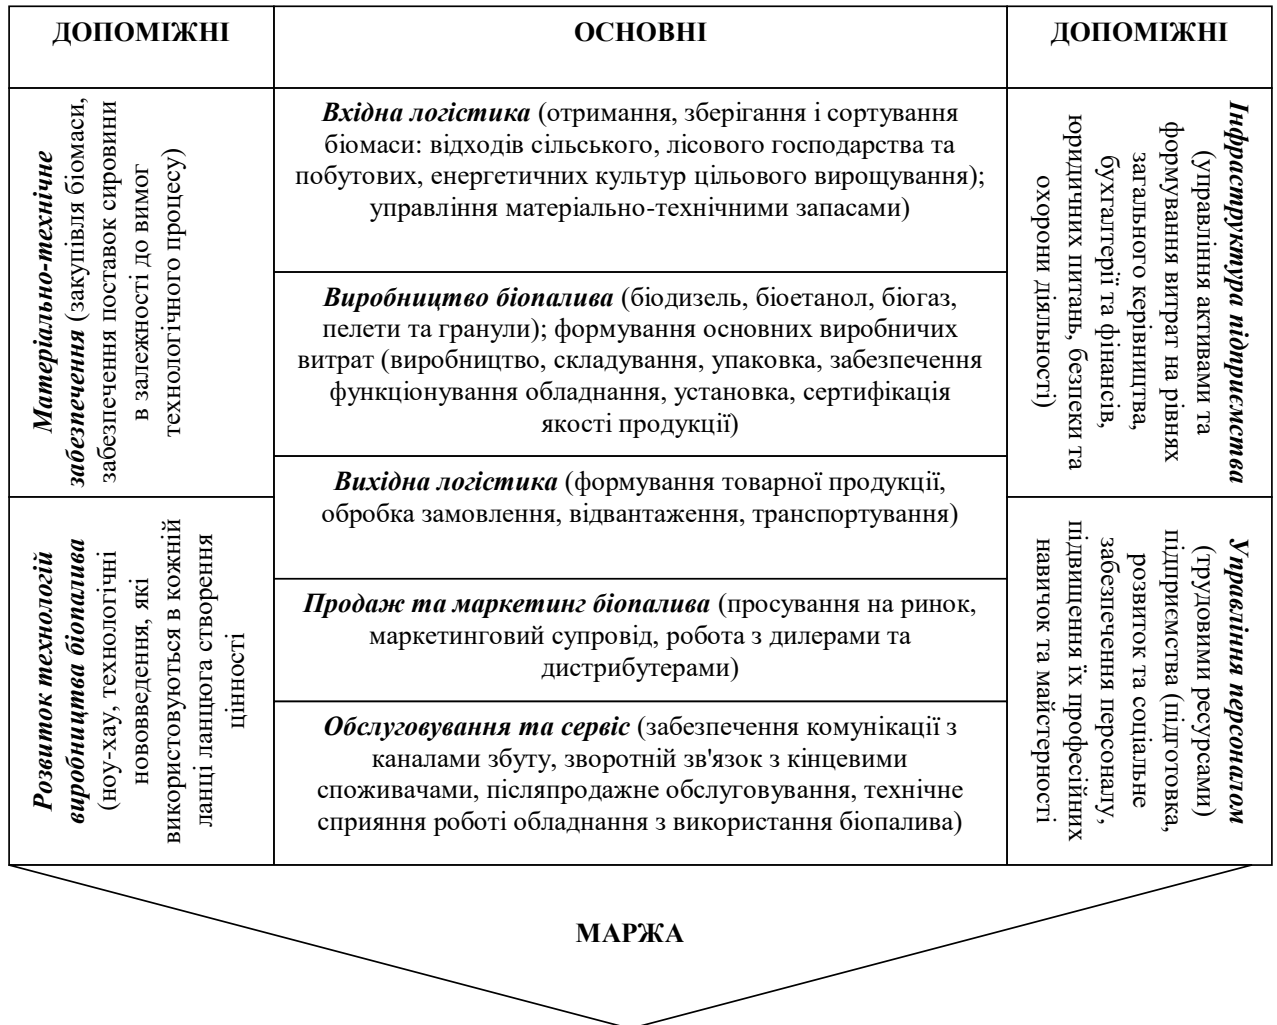 ДОПОМІЖНІ
ОСНОВНІ
ДОПОМІЖНІ
Матеріально-технічне
забезпечення (закупівля біомаси,
забезпечення поставок сировини
в залежності до вимог
технологічного процесу)
Розвиток технологій
виробництва біопалива
(ноу-хау, технологічні
нововведення, які
використовуються в кожній
ланці ланцюга створення
цінності
Вхідна логістика (отримання, зберігання і сортування
біомаси: відходів сільського, лісового господарства та
побутових, енергетичних культур цільового вирощування);
управління матеріально-технічними запасами)
Виробництво біопалива (біодизель, біоетанол, біогаз,
пелети та гранули); формування основних виробничих
витрат (виробництво, складування, упаковка, забезпечення
функціонування обладнання, установка, сертифікація
якості продукції)
Вихідна логістика (формування товарної продукції,
обробка замовлення, відвантаження, транспортування)
Продаж та маркетинг біопалива (просування на ринок,
маркетинговий супровід, робота з дилерами та
дистрибутерами)
Обслуговування та сервіс (забезпечення комунікації з
каналами збуту, зворотній зв'язок з кінцевими
споживачами, післяпродажне обслуговування, технічне
сприяння роботі обладнання з використання біопалива)
Інфраструктура підприємства
(управління активами та
формування витрат на рівнях
загального керівництва,
бухгалтерії та фінансів,
юридичних питань, безпеки та
охорони діяльності)
Управління персоналом
(трудовими ресурсами)
підприємства (підготовка,
розвиток та соціальне
забезпечення персоналу,
підвищення їх професійних
навичок та майстерності
МАРЖА